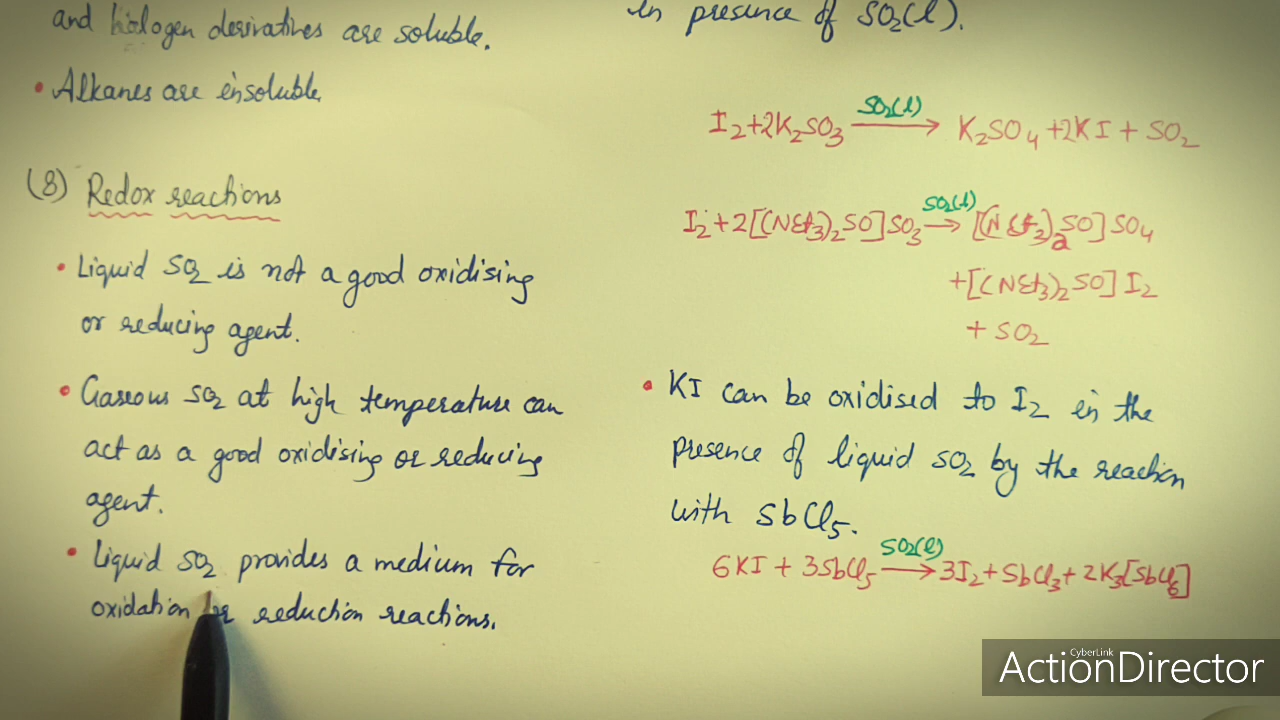 and halogen derivatives are soluble.
• Alkanes are insoluble
(8) Redox reactions
• Liquid SO₂ is not a good oxidising
or reducing agent.
• Gaseous SO₂ at high temperature can
act as a good oxidising or reducing
agent.
• Liquid SO₂ provides a medium for
oxidation or reduction reactions.
in presence of SO₂(l).
SO₂(l)
I₂+2K₂SO₃ → K₂SO₄+2KI+SO₂
SO₂(l)
I₂+2[(NEt₃)₂SO]SO₃ → [(NEt₃)₂SO]SO₄
+[(NEt₃)₂SO]I₂
+ SO₂
• KI can be oxidised to I₂ in the
presence of liquid SO₂ by the reaction
with SbCl₅.
SO₂(l)
6KI + 3SbCl₅ → 3I₂+SbCl₃+2K₃[SbCl₆]
CyberLink
ActionDirector